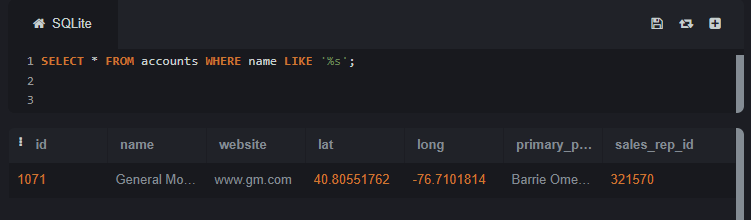 SQLite
1 SELECT * FROM accounts WHERE name LIKE '%s';
2
3
id name website lat long primary_p... sales_rep_id
1071 General Mo... www.gm.com 40.80551762 -76.7101814 Barrie Ome... 321570